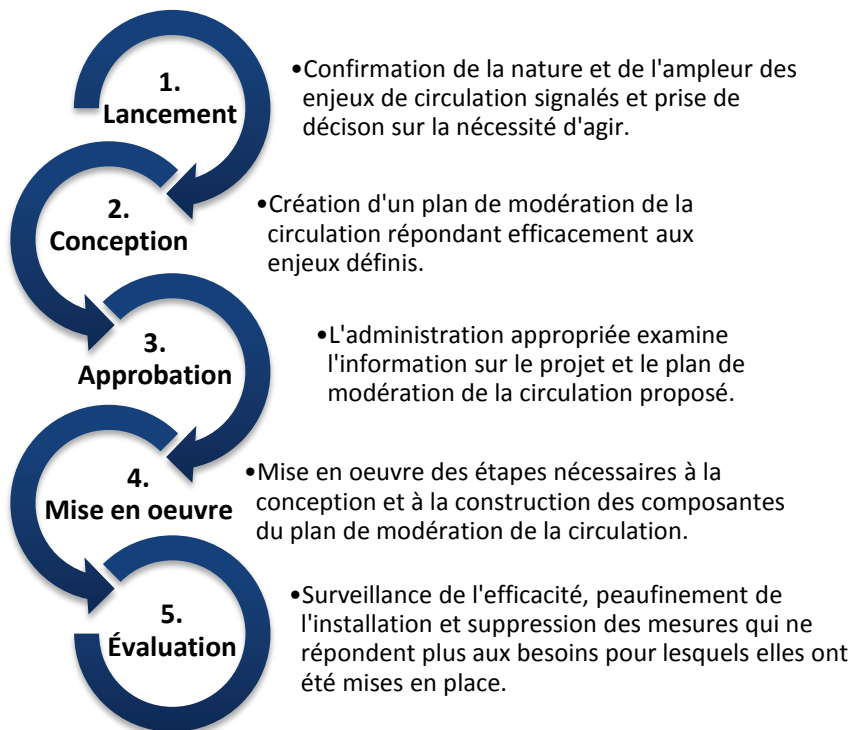 1.
Lancement
•Confirmation de la nature et de l'ampleur des
enjeux de circulation signalés et prise de
décison sur la nécessité d'agir.
2.
Conception
•Création d'un plan de modération de la
circulation répondant efficacement aux
enjeux définis.
3.
Approbation
•L'administration appropriée examine
l'information sur le projet et le plan de
modération de la circulation proposé.
4.
Mise en oeuvre
•Mise en oeuvre des étapes nécessaires à la
conception et à la construction des composantes
du plan de modération de la circulation.
5.
Évaluation
•Surveillance de l'efficacité, peaufinement de
l'installation et suppression des mesures qui ne
répondent plus aux besoins pour lesquels elles ont
été mises en place.